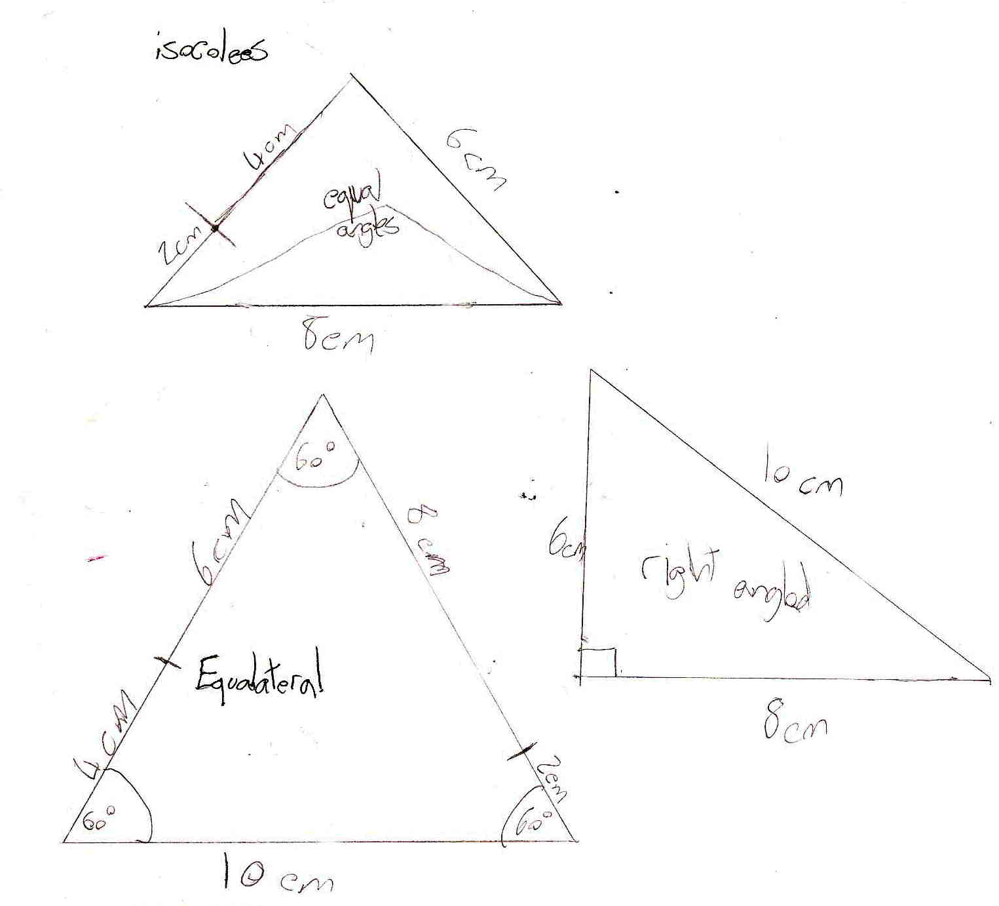 isocolees
4cm
6cm
equal
angles
2cm
8cm
60°
6cm
8cm
Equalateral
4cm
2cm
60°
60°
10 cm
10 cm
6cm
right angled
8cm